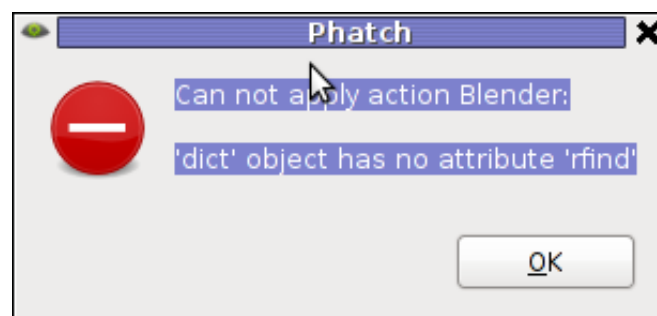 Phatch
Can not apply action Blender:
'dict' object has no attribute 'rfind'
OK